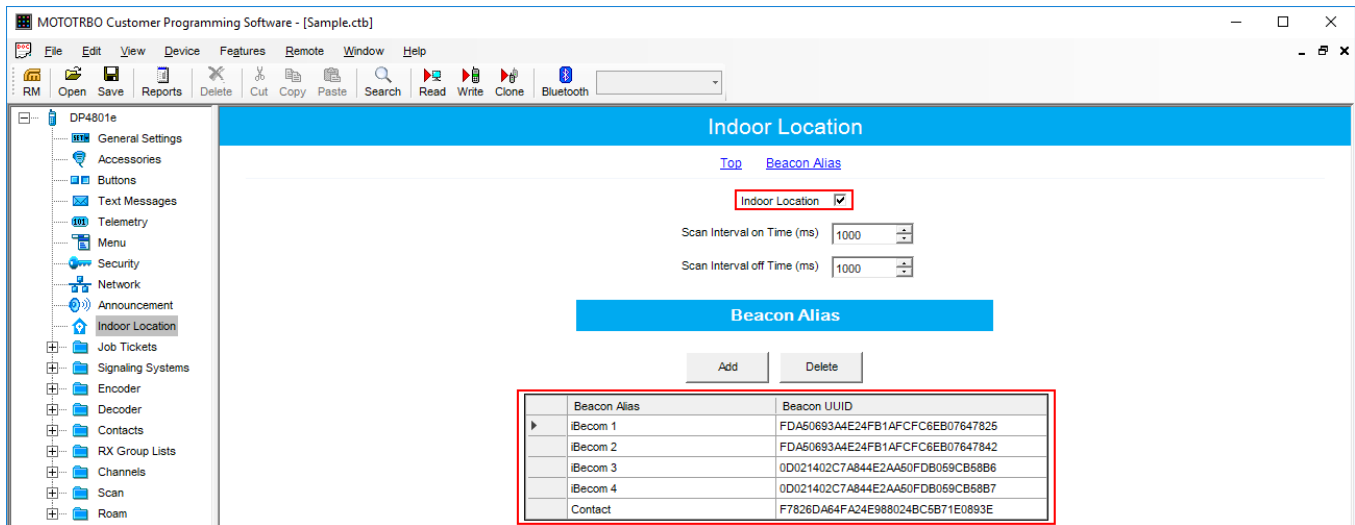 MOTOTRBO Customer Programming Software - [Sample.ctb]
File Edit View Device Features Remote Window Help
RM Open Save Reports Delete Cut Copy Paste Search Read Write Clone Bluetooth
DP4801e
General Settings
Accessories
Buttons
Text Messages
Telemetry
Menu
Security
Network
Announcement
Indoor Location
Job Tickets
Signaling Systems
Encoder
Decoder
Contacts
RX Group Lists
Channels
Scan
Roam
Indoor Location
Top Beacon Alias
Indoor Location
Scan Interval on Time (ms) 1000
Scan Interval off Time (ms) 1000
Beacon Alias
Add Delete
Beacon Alias Beacon UUID
iBecom 1 FDA50693A4E24FB1AFCFC6EB07647825
iBecom 2 FDA50693A4E24FB1AFCFC6EB07647842
iBecom 3 0D021402C7A844E2AA50FDB059CB58B6
iBecom 4 0D021402C7A844E2AA50FDB059CB58B7
Contact F7826DA64FA24E988024BC5B71E0893E